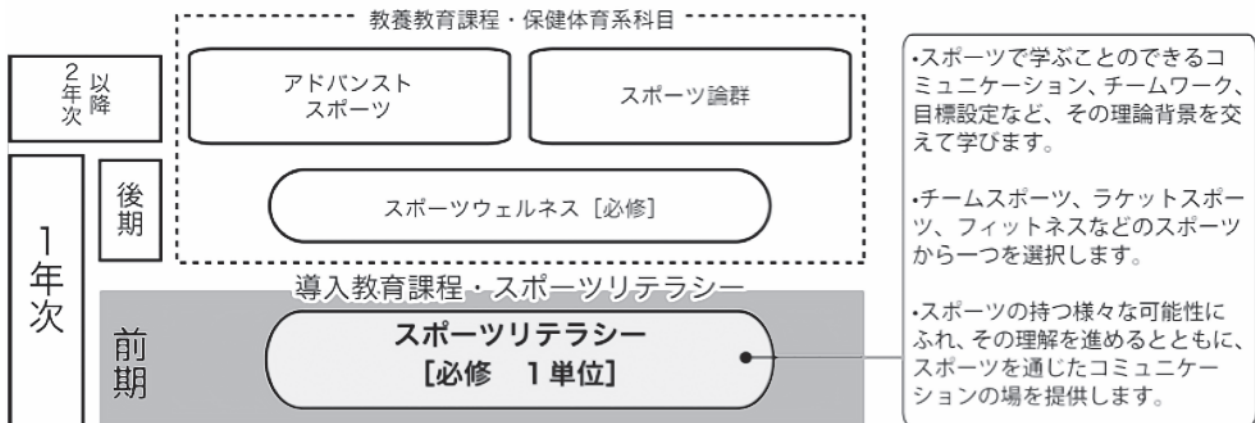 教養教育課程・保健体育系科目
２年次
以降
アドバンスト
スポーツ
スポーツ論群
１年次
後期
スポーツウェルネス［必修］
導入教育課程・スポーツリテラシー
前期
スポーツリテラシー
［必修　１単位］
・スポーツで学ぶことのできるコ
ミュニケーション、チームワーク、
目標設定など、その理論背景を交
えて学びます。
・チームスポーツ、ラケットスポー
ツ、フィットネスなどのスポーツ
から一つを選択します。
・スポーツの持つ様々な可能性に
ふれ、その理解を進めるとともに、
スポーツを通じたコミュニケー
ションの場を提供します。